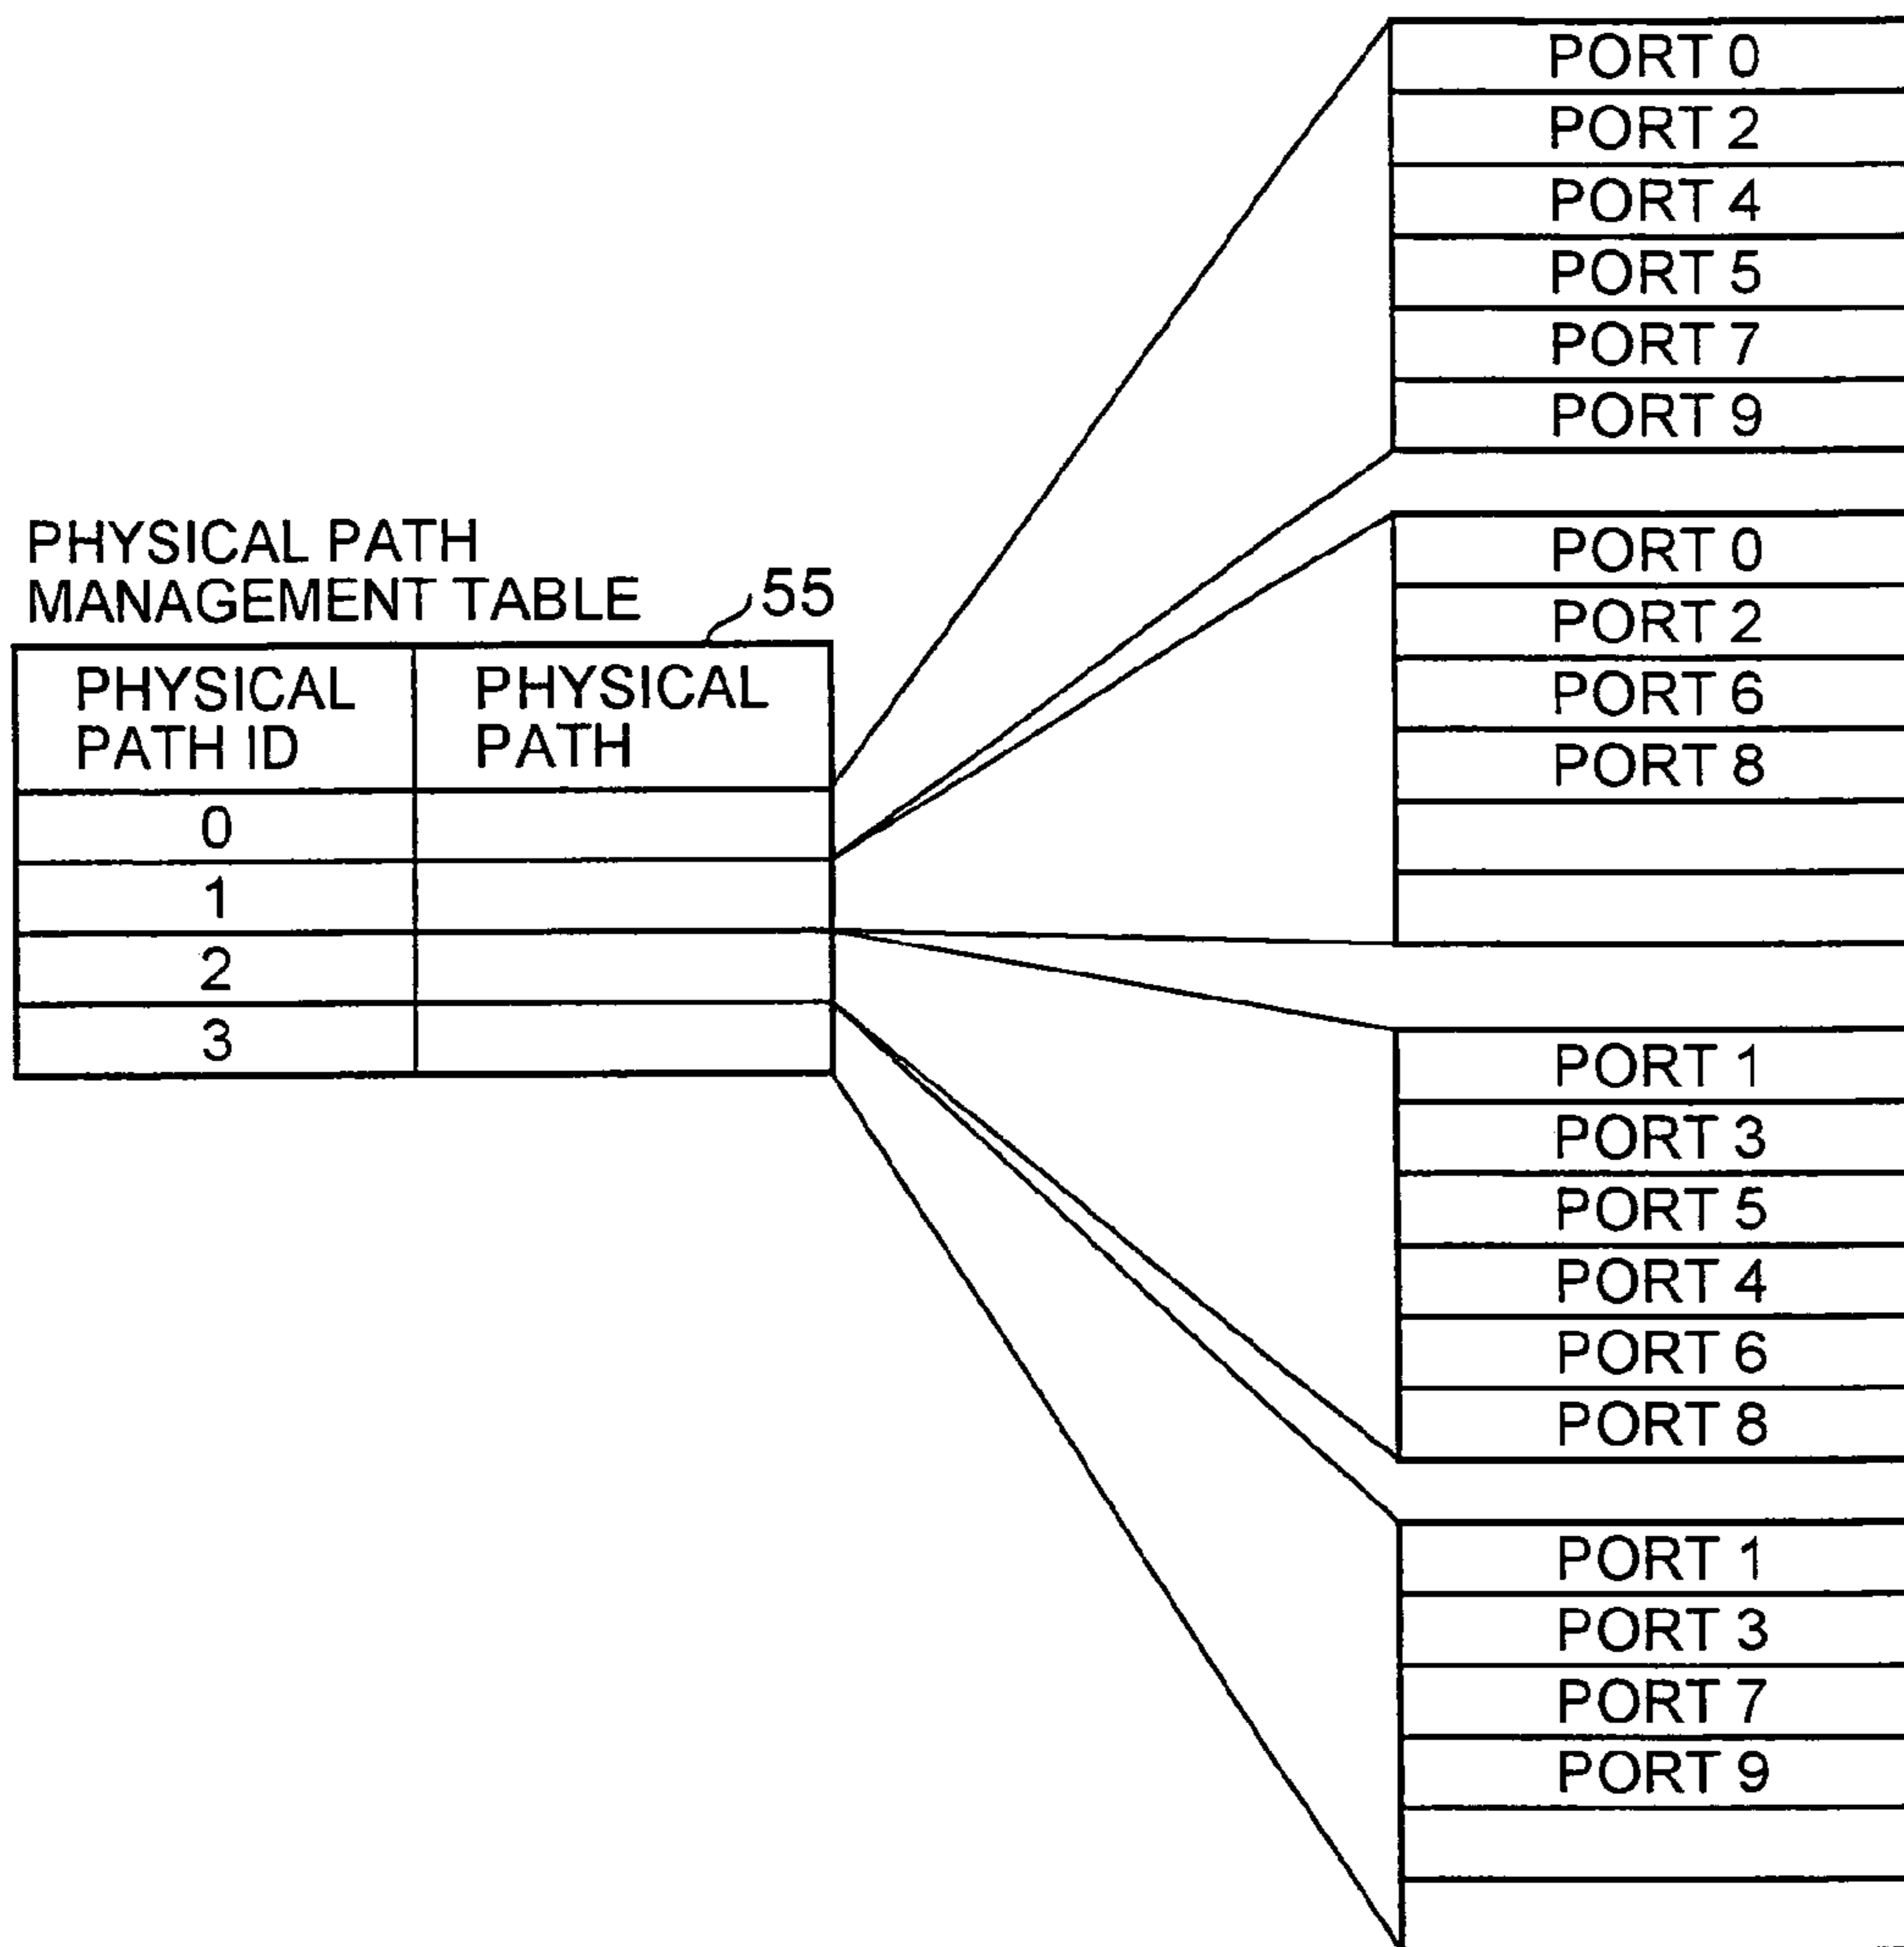 PHYSICAL PATH
MANAGEMENT TABLE
55
PHYSICAL PATH ID
PHYSICAL PATH
0
1
2
3
PORT 0
PORT 2
PORT 4
PORT 5
PORT 7
PORT 9
PORT 0
PORT 2
PORT 6
PORT 8
PORT 1
PORT 3
PORT 5
PORT 4
PORT 6
PORT 8
PORT 1
PORT 3
PORT 7
PORT 9